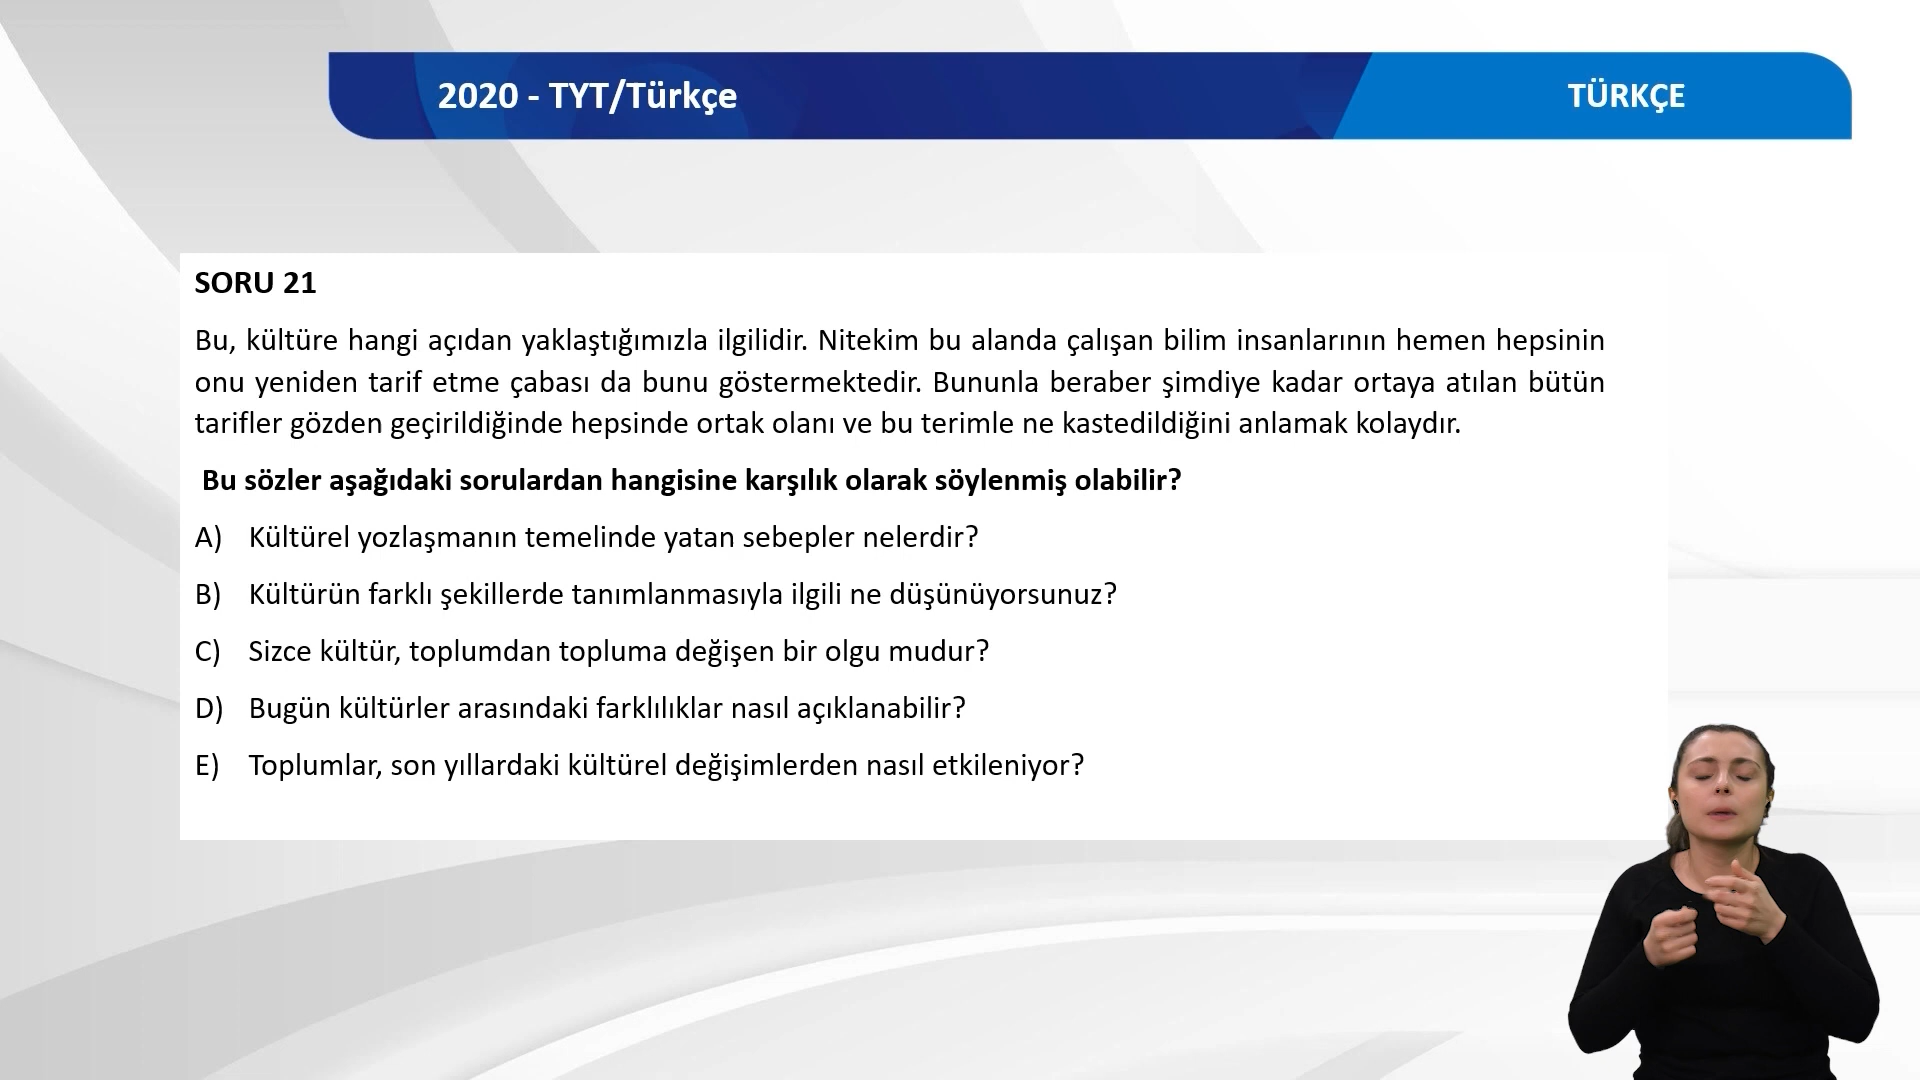 2020 - TYT/Türkçe
TÜRKÇE
SORU 21
Bu, kültüre hangi açıdan yaklaştığımızla ilgilidir. Nitekim bu alanda çalışan bilim insanlarının hemen hepsinin
onu yeniden tarif etme çabası da bunu göstermektedir. Bununla beraber şimdiye kadar ortaya atılan bütün
tarifler gözden geçirildiğinde hepsinde ortak olanı ve bu terimle ne kastedildiğini anlamak kolaydır.
Bu sözler aşağıdaki sorulardan hangisine karşılık olarak söylenmiş olabilir?
A) Kültürel yozlaşmanın temelinde yatan sebepler nelerdir?
B) Kültürün farklı şekillerde tanımlanmasıyla ilgili ne düşünüyorsunuz?
C) Sizce kültür, toplumdan topluma değişen bir olgu mudur?
D) Bugün kültürler arasındaki farklılıklar nasıl açıklanabilir?
E) Toplumlar, son yıllardaki kültürel değişimlerden nasıl etkileniyor?